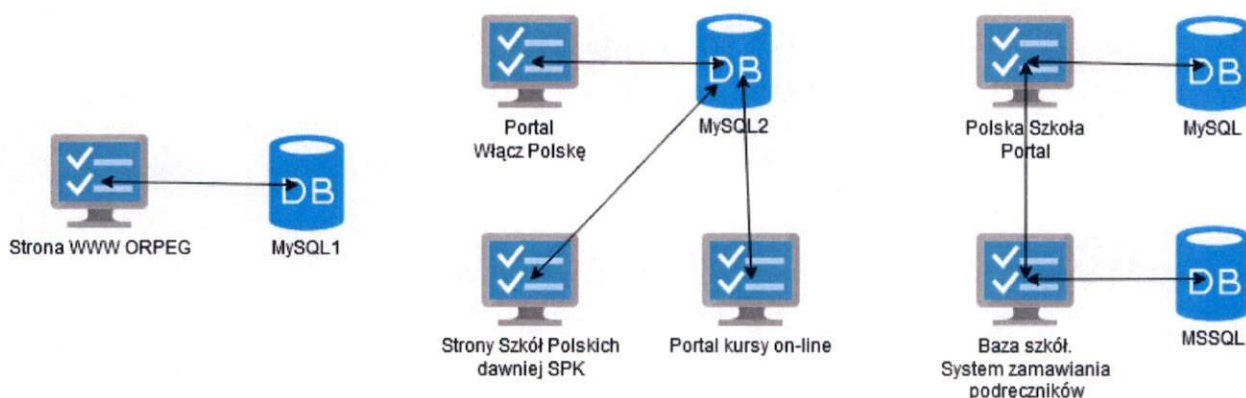 DB
Strona WWW ORPEG
MySQL1
Portal
Włącz Polskę
DB
MySQL2
Strony Szkół Polskich
dawniej SPK
Portal kursy on-line
DB
Polska Szkoła
Portal
MySQL
DB
Baza szkół.
System zamawiania
podręczników
MSSQL